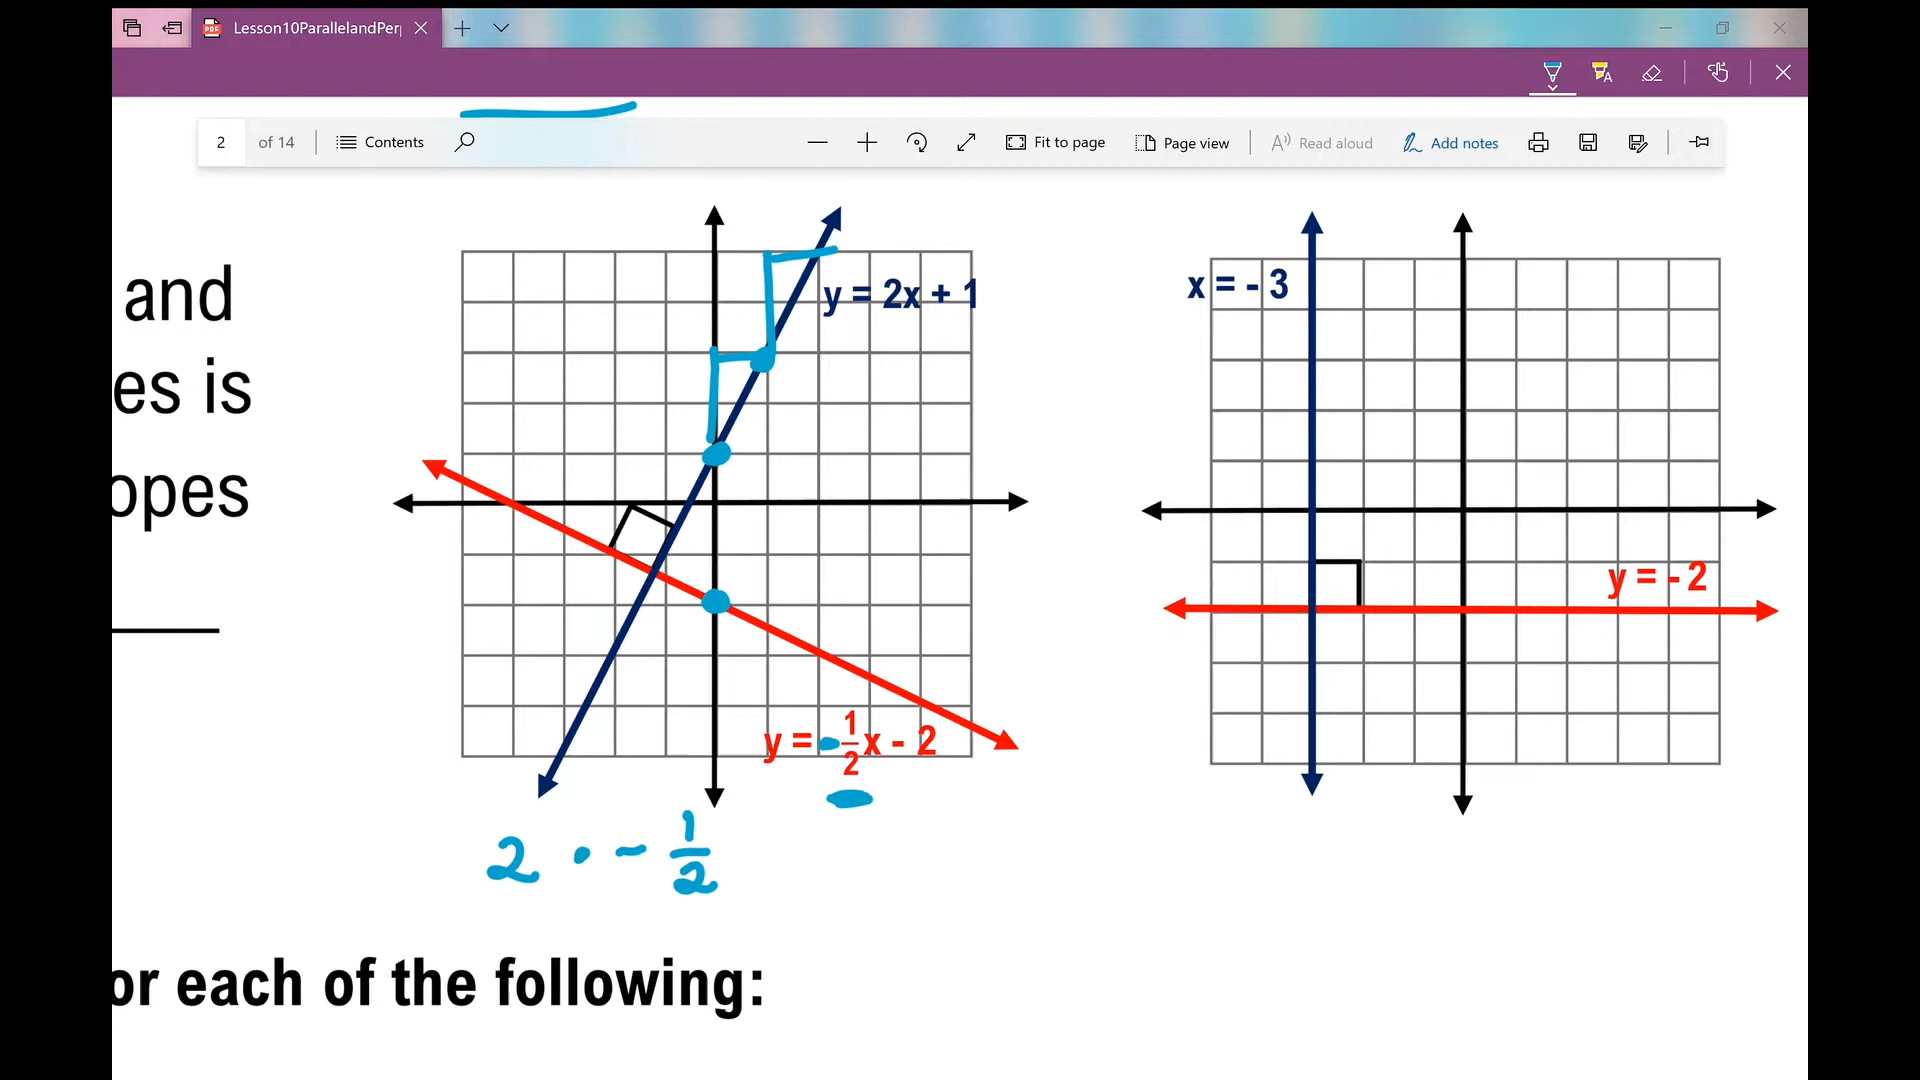 Lesson10ParallelandPer
2 of 14 Contents Fit to page Page view Read aloud Add notes
and
es is
opes
y = 2x + 1
y = -1/2x - 2
x = - 3
y = - 2
2 · - 1/2
or each of the following: